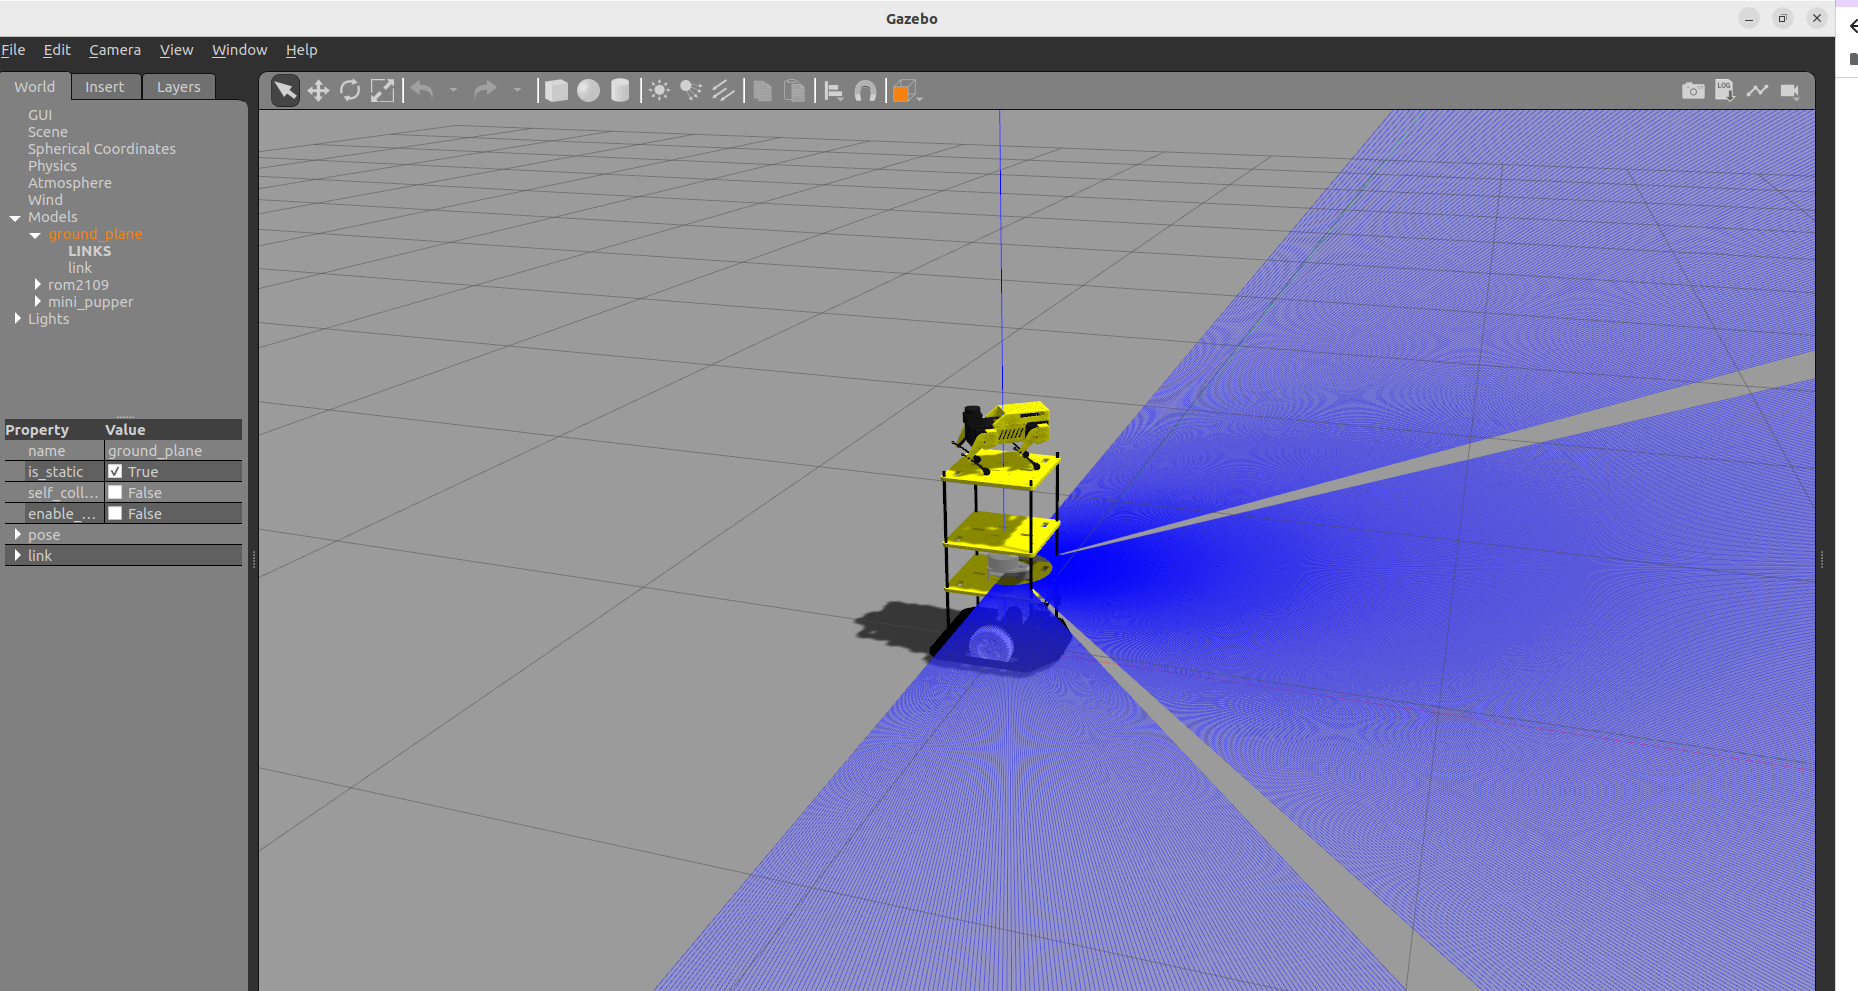 Gazebo
File Edit Camera View Window Help
World Insert Layers
GUI
Scene
Spherical Coordinates
Physics
Atmosphere
Wind
Models
ground_plane
LINKS
link
rom2109
mini_pupper
Lights
Property Value
name ground_plane
is_static True
self_coll... False
enable_... False
pose
link
LOG